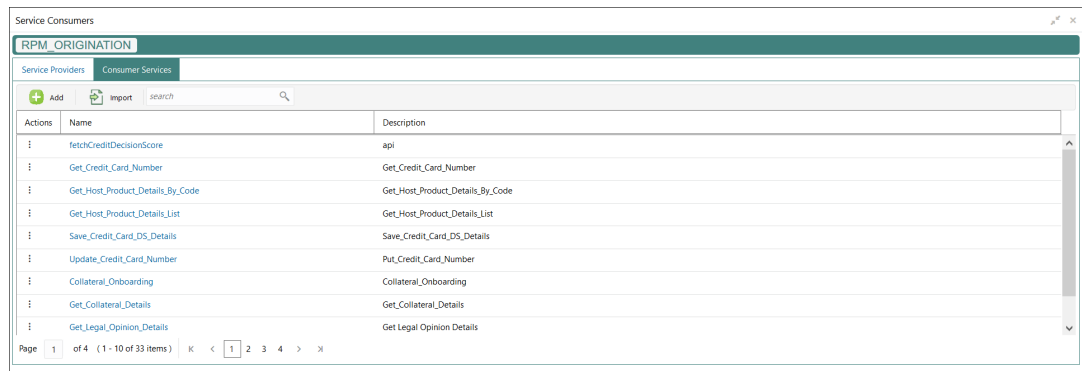 Service Consumers
RPM_ORIGINATION
Service Providers Consumer Services
Add Import search
Actions Name Description
fetchCreditDecisionScore api
Get_Credit_Card_Number Get_Credit_Card_Number
Get_Host_Product_Details_By_Code Get_Host_Product_Details_By_Code
Get_Host_Product_Details_List Get_Host_Product_Details_List
Save_Credit_Card_DS_Details Save_Credit_Card_DS_Details
Update_Credit_Card_Number Put_Credit_Card_Number
Collateral_Onboarding Collateral_Onboarding
Get_Collateral_Details Get_Collateral_Details
Get_Legal_Opinion_Details Get Legal Opinion Details
Page 1 of 4 ( 1 - 10 of 33 items ) 1 2 3 4